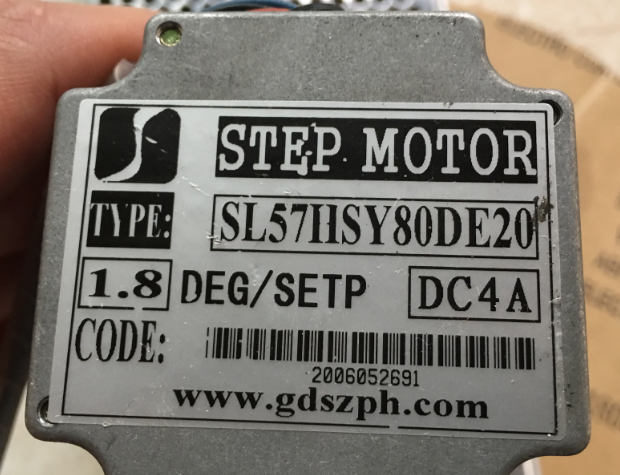 STEP MOTOR
TYPE: SL57HSY80DE20
1.8 DEG/SETP DC4A
CODE:
2006052691
www.gdszph.com